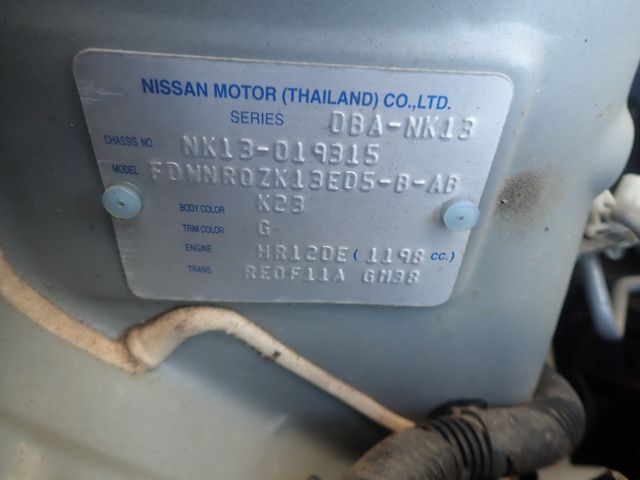 NISSAN MOTOR (THAILAND) CO.,LTD.
SERIES DBA-NK13
CHASSIS NO. NK13-019315
MODEL FDWNRQZK13ED5-B-AB
BODY COLOR K23
TRIM COLOR G
ENGINE HR12DE ( 1198 CC.)
TRANS RE0F11A GM38